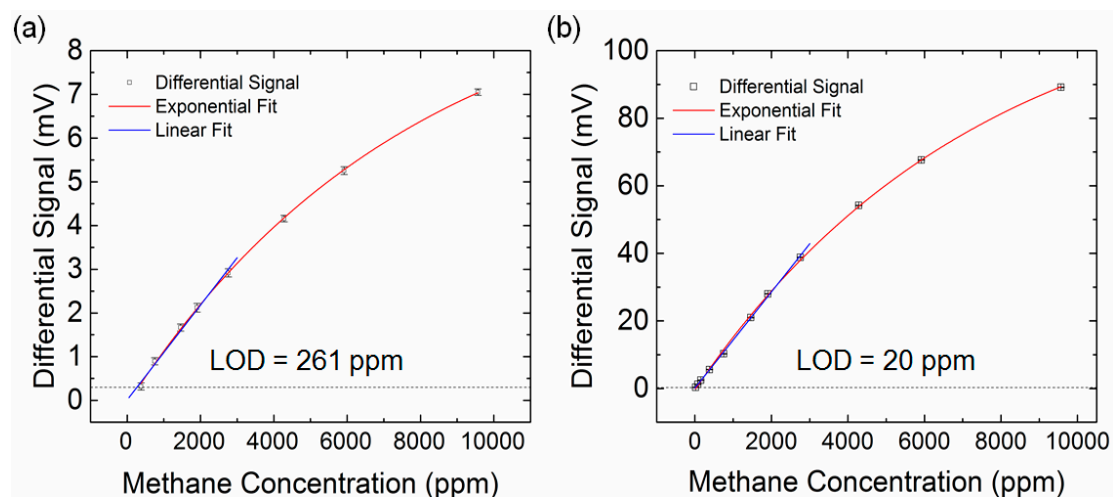 (a)
8
7
6
5
4
3
2
1
0
Differential Signal (mV)
Differential Signal
Exponential Fit
Linear Fit
LOD = 261 ppm
0 2000 4000 6000 8000 10000
Methane Concentration (ppm)
(b)
100
80
60
40
20
0
Differential Signal (mV)
Differential Signal
Exponential Fit
Linear Fit
LOD = 20 ppm
0 2000 4000 6000 8000 10000
Methane Concentration (ppm)